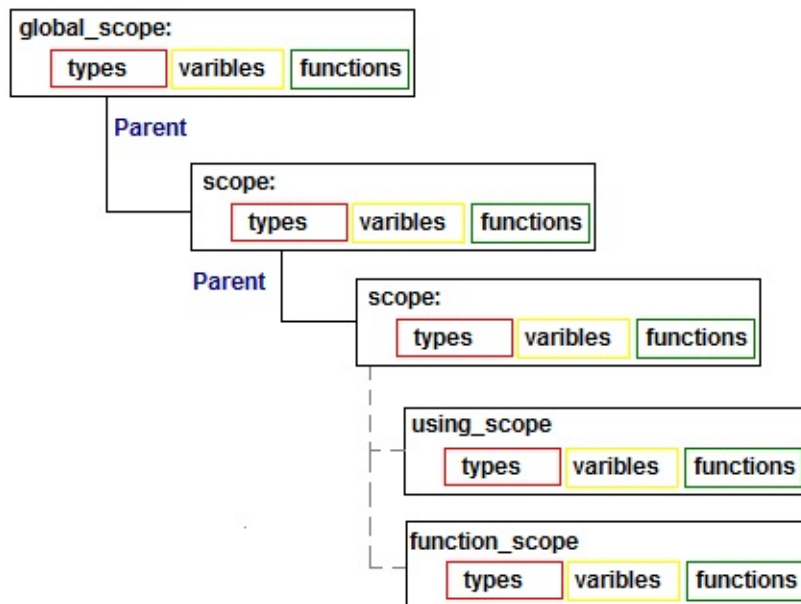 global_scope:
types varibles functions
Parent
scope:
types varibles functions
Parent
scope:
types varibles functions
using_scope
types varibles functions
function_scope
types varibles functions